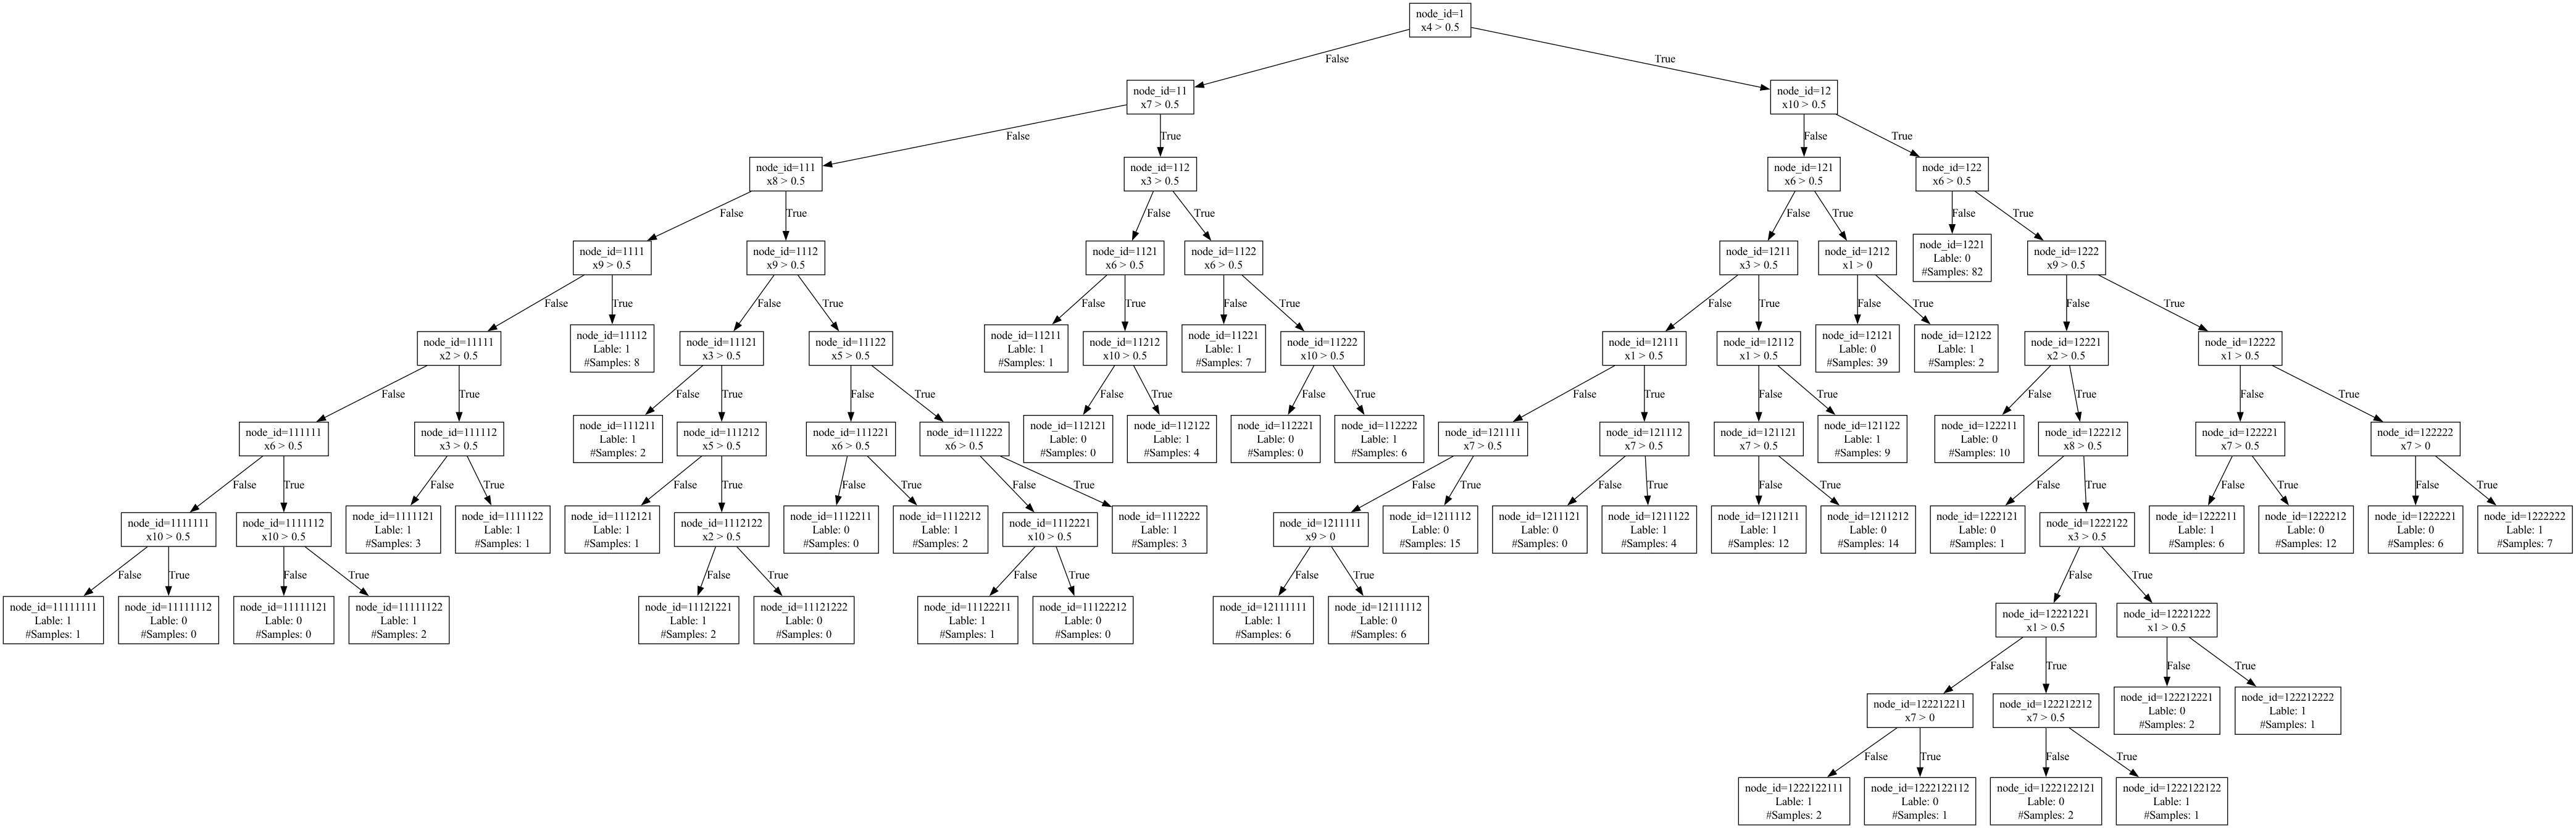 node_id=1
x4 > 0.5
False
True
node_id=11
x7 > 0.5
node_id=12
x10 > 0.5
False
True
False
True
node_id=111
x8 > 0.5
node_id=112
x3 > 0.5
node_id=121
x6 > 0.5
node_id=122
x6 > 0.5
False
True
False
True
False
True
False
True
node_id=1111
x9 > 0.5
node_id=1112
x9 > 0.5
node_id=1121
x6 > 0.5
node_id=1122
x6 > 0.5
node_id=1211
x3 > 0.5
node_id=1212
x1 > 0
node_id=1221
Lable: 0
#Samples: 82
node_id=1222
x9 > 0.5
False
True
False
True
False
True
False
True
False
True
False
True
False
True
node_id=11111
x2 > 0.5
node_id=11112
Lable: 1
#Samples: 8
node_id=11121
x3 > 0.5
node_id=11122
x5 > 0.5
node_id=11211
Lable: 1
#Samples: 1
node_id=11212
x10 > 0.5
node_id=11221
Lable: 1
#Samples: 7
node_id=11222
x10 > 0.5
node_id=12111
x1 > 0.5
node_id=12112
x1 > 0.5
node_id=12121
Lable: 0
#Samples: 39
node_id=12122
Lable: 1
#Samples: 2
node_id=12221
x2 > 0.5
node_id=12222
x1 > 0.5
False
True
False
True
False
True
False
True
False
True
False
True
False
True
False
True
False
True
node_id=111111
x6 > 0.5
node_id=111112
x3 > 0.5
node_id=111211
Lable: 1
#Samples: 2
node_id=111212
x5 > 0.5
node_id=111221
x6 > 0.5
node_id=111222
x6 > 0.5
node_id=112121
Lable: 0
#Samples: 0
node_id=112122
Lable: 1
#Samples: 4
node_id=112221
Lable: 0
#Samples: 0
node_id=112222
Lable: 1
#Samples: 6
node_id=121111
x7 > 0.5
node_id=121112
x7 > 0.5
node_id=121121
x7 > 0.5
node_id=121122
Lable: 1
#Samples: 9
node_id=122211
Lable: 0
#Samples: 10
node_id=122212
x8 > 0.5
node_id=122221
x7 > 0.5
node_id=122222
x7 > 0
False
True
False
True
False
True
False
True
False
True
False
True
False
True
False
True
False
True
False
True
False
True
node_id=1111111
x10 > 0.5
node_id=1111112
x10 > 0.5
node_id=1111121
Lable: 1
#Samples: 3
node_id=1111122
Lable: 1
#Samples: 1
node_id=1112121
Lable: 1
#Samples: 1
node_id=1112122
x2 > 0.5
node_id=1112211
Lable: 0
#Samples: 0
node_id=1112212
Lable: 1
#Samples: 2
node_id=1112221
x10 > 0.5
node_id=1112222
Lable: 1
#Samples: 3
node_id=1211111
x9 > 0
node_id=1211112
Lable: 0
#Samples: 15
node_id=1211121
Lable: 0
#Samples: 0
node_id=1211122
Lable: 1
#Samples: 4
node_id=1211211
Lable: 1
#Samples: 12
node_id=1211212
Lable: 0
#Samples: 14
node_id=1222121
Lable: 0
#Samples: 1
node_id=1222122
x3 > 0.5
node_id=1222211
Lable: 1
#Samples: 6
node_id=1222212
Lable: 0
#Samples: 12
node_id=1222221
Lable: 0
#Samples: 6
node_id=1222222
Lable: 1
#Samples: 7
False
True
False
True
False
True
False
True
False
True
False
True
node_id=11111111
Lable: 1
#Samples: 1
node_id=11111112
Lable: 0
#Samples: 0
node_id=11111121
Lable: 0
#Samples: 0
node_id=11111122
Lable: 1
#Samples: 2
node_id=11121221
Lable: 1
#Samples: 2
node_id=11121222
Lable: 0
#Samples: 0
node_id=11122211
Lable: 1
#Samples: 1
node_id=11122212
Lable: 0
#Samples: 0
node_id=12111111
Lable: 1
#Samples: 6
node_id=12111112
Lable: 0
#Samples: 6
node_id=12221221
x1 > 0.5
node_id=12221222
x1 > 0.5
False
True
False
True
node_id=122212211
x7 > 0
node_id=122212212
x7 > 0.5
node_id=122212221
Lable: 0
#Samples: 2
node_id=122212222
Lable: 1
#Samples: 1
False
True
False
True
node_id=1222122111
Lable: 1
#Samples: 2
node_id=1222122112
Lable: 0
#Samples: 1
node_id=1222122121
Lable: 0
#Samples: 2
node_id=1222122122
Lable: 1
#Samples: 1